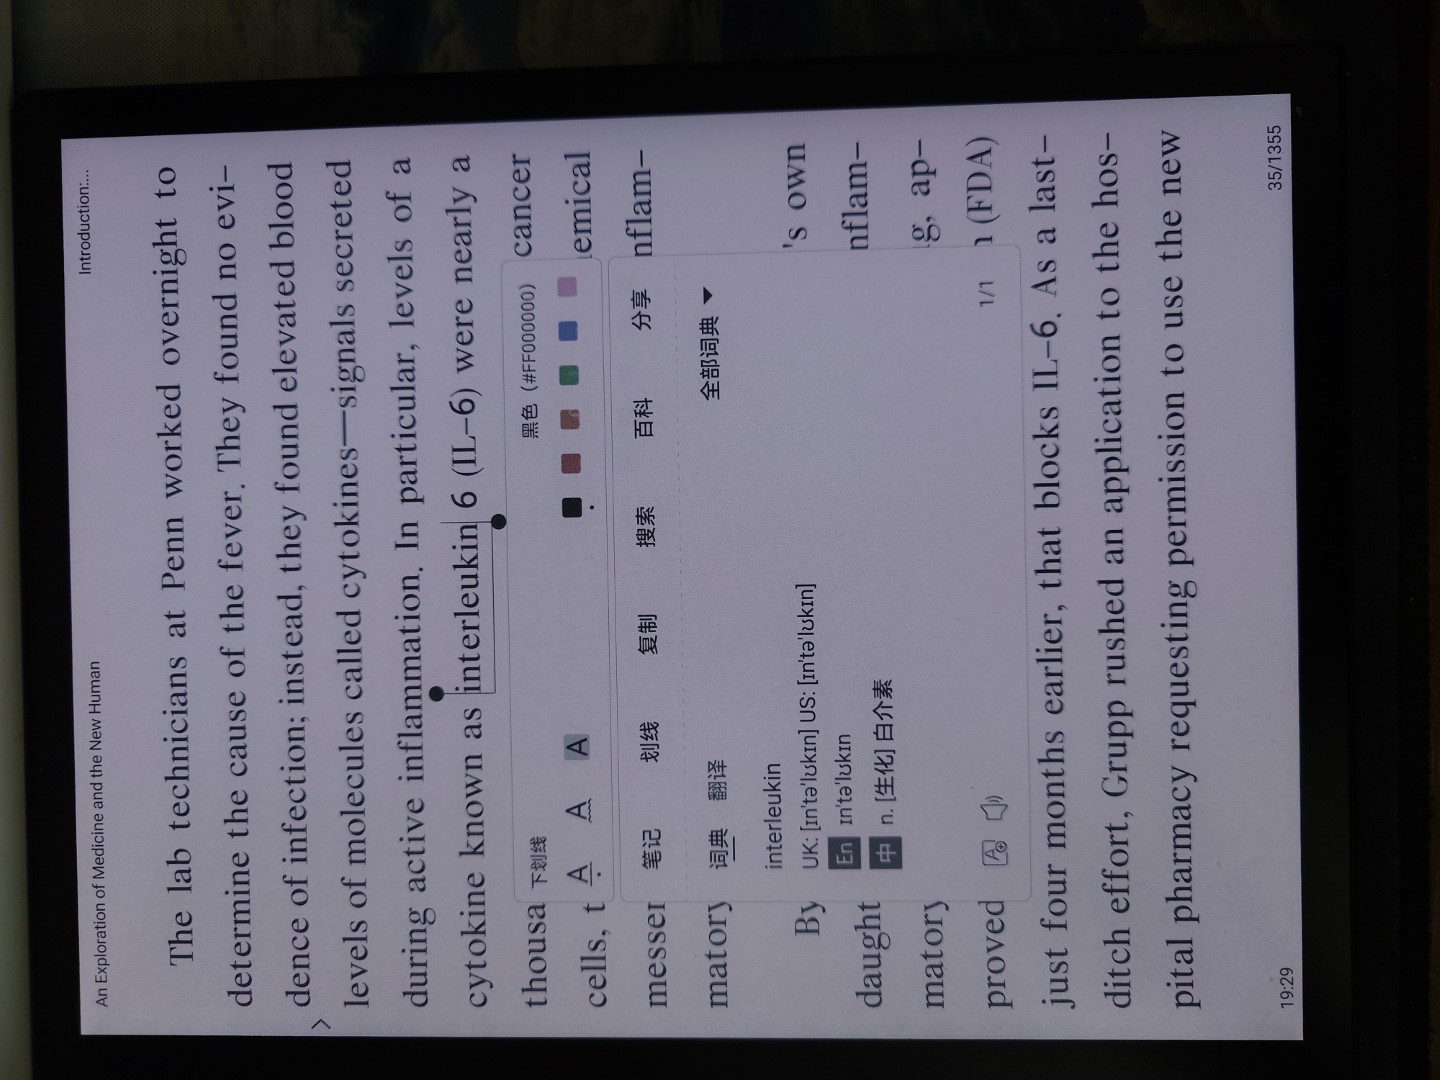 An Exploration of Medicine and the New Human
Introduction:...
The lab technicians at Penn worked overnight to
determine the cause of the fever. They found no evi-
dence of infection; instead, they found elevated blood
levels of molecules called cytokines—signals secreted
during active inflammation. In particular, levels of a
cytokine known as interleukin 6 (IL-6) were nearly a
thousa cancer
下划线 黑色（#FF000000）
A A A
cells, t emical
笔记 划线 复制 搜索 百科 分享
messer nflam-
matory
词典 翻译 全部词典
interleukin
UK: [ɪn'tə'lʊkɪn] US: [ɪn'tə'lʊkɪn]
By 's own
En ɪn'tə'lʊkɪn
daught nflam-
中 n. [生化] 白介素
matory g, ap-
proved (FDA)
1/1
just four months earlier, that blocks IL-6. As a last-
ditch effort, Grupp rushed an application to the hos-
pital pharmacy requesting permission to use the new
19:29
35/1355